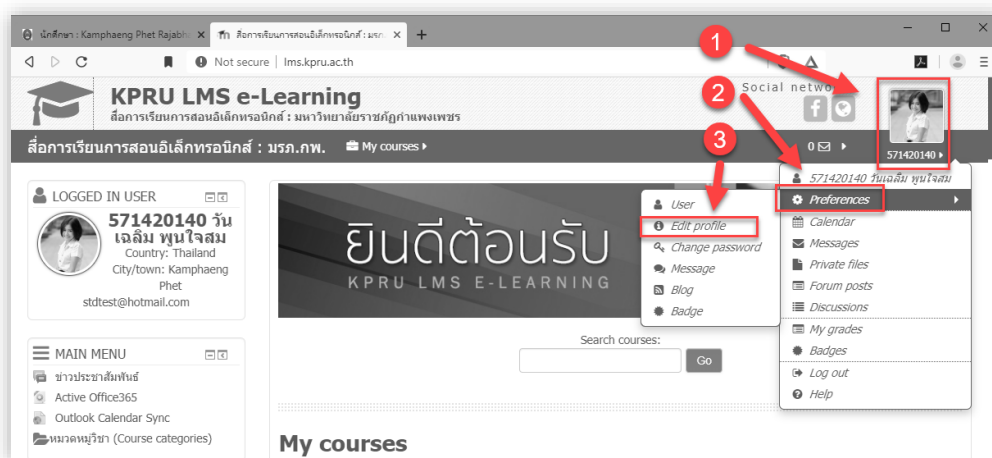 นักศึกษา : Kamphaeng Phet Rajabh
สื่อการเรียนการสอนอิเล็กทรอนิกส์ : มรภ.
Not secure | lms.kpru.ac.th
1
KPRU LMS e-Learning
สื่อการเรียนการสอนอิเล็กทรอนิกส์ : มหาวิทยาลัยราชภัฏกำแพงเพชร
Social netwo
2
สื่อการเรียนการสอนอิเล็กทรอนิกส์ : มรภ.กพ.
My courses
3
0
571420140
LOGGED IN USER
571420140 วัน
เฉลิม พูนใจสม
Country: Thailand
City/town: Kamphaeng
Phet
stdtest@hotmail.com
MAIN MENU
ข่าวประชาสัมพันธ์
Active Office365
Outlook Calendar Sync
หมวดหมู่วิชา (Course categories)
ยินดีต้อนรับ
KPRU LMS E-LEARNING
Search courses:
Go
My courses
User
Edit profile
Change password
Message
Blog
Badge
571420140 วันเฉลิม พูนใจสม
Preferences
Calendar
Messages
Private files
Forum posts
Discussions
My grades
Badges
Log out
Help